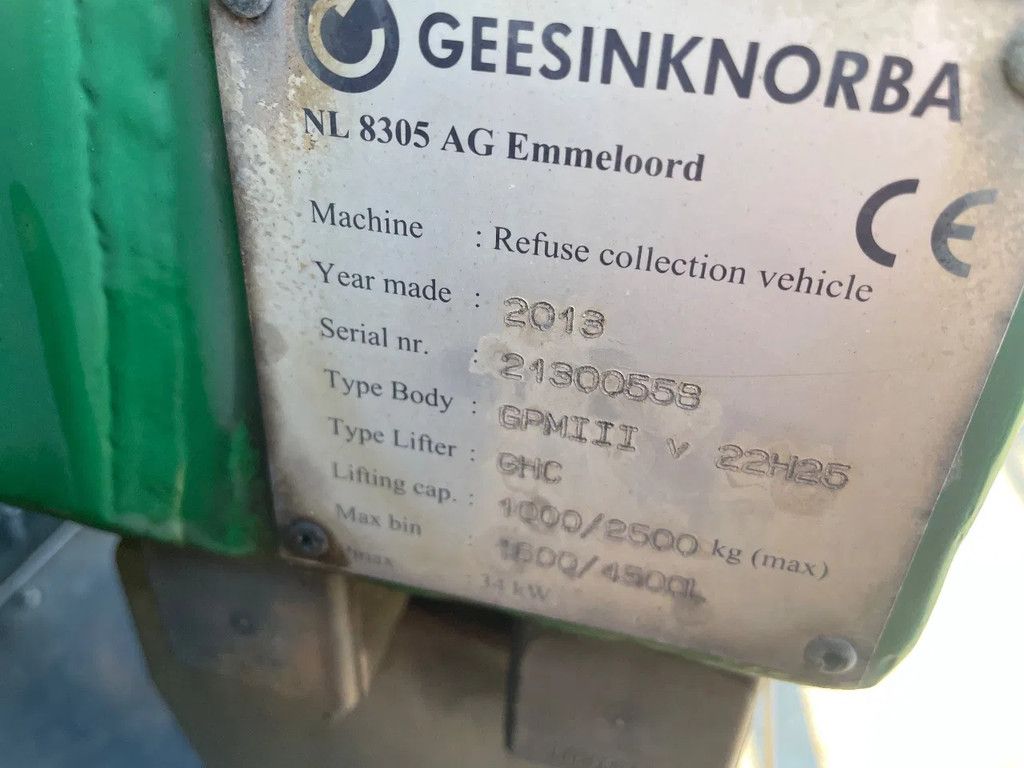 GEESINKNORBA
NL 8305 AG Emmeloord
CE
Machine : Refuse collection vehicle
Year made : 2013
Serial nr. : 21300558
Type Body : GPMIII v 22H25
Type Lifter : GHC
Lifting cap. : 1000/2500 kg (max)
Max bin : 1600/4500L
: 34 kW